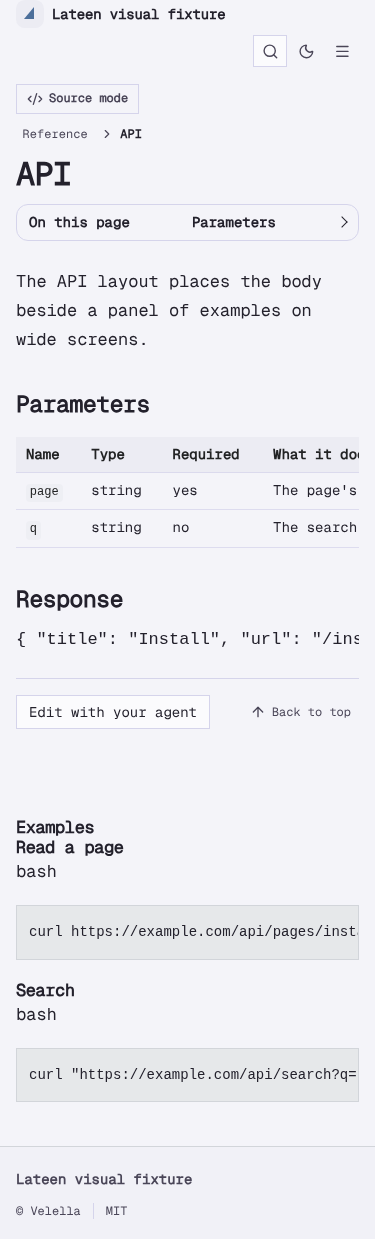 Lateen visual fixture
Source mode
Reference > API
API
On this page Parameters
The API layout places the body
beside a panel of examples on
wide screens.
Parameters
Name Type Required What it doe
page string yes The page's
q string no The search
Response
{ "title": "Install", "url": "/ins
Edit with your agent
Back to top
Examples
Read a page
bash
curl https://example.com/api/pages/insta
Search
bash
curl "https://example.com/api/search?q=
Lateen visual fixture
© Velella
MIT